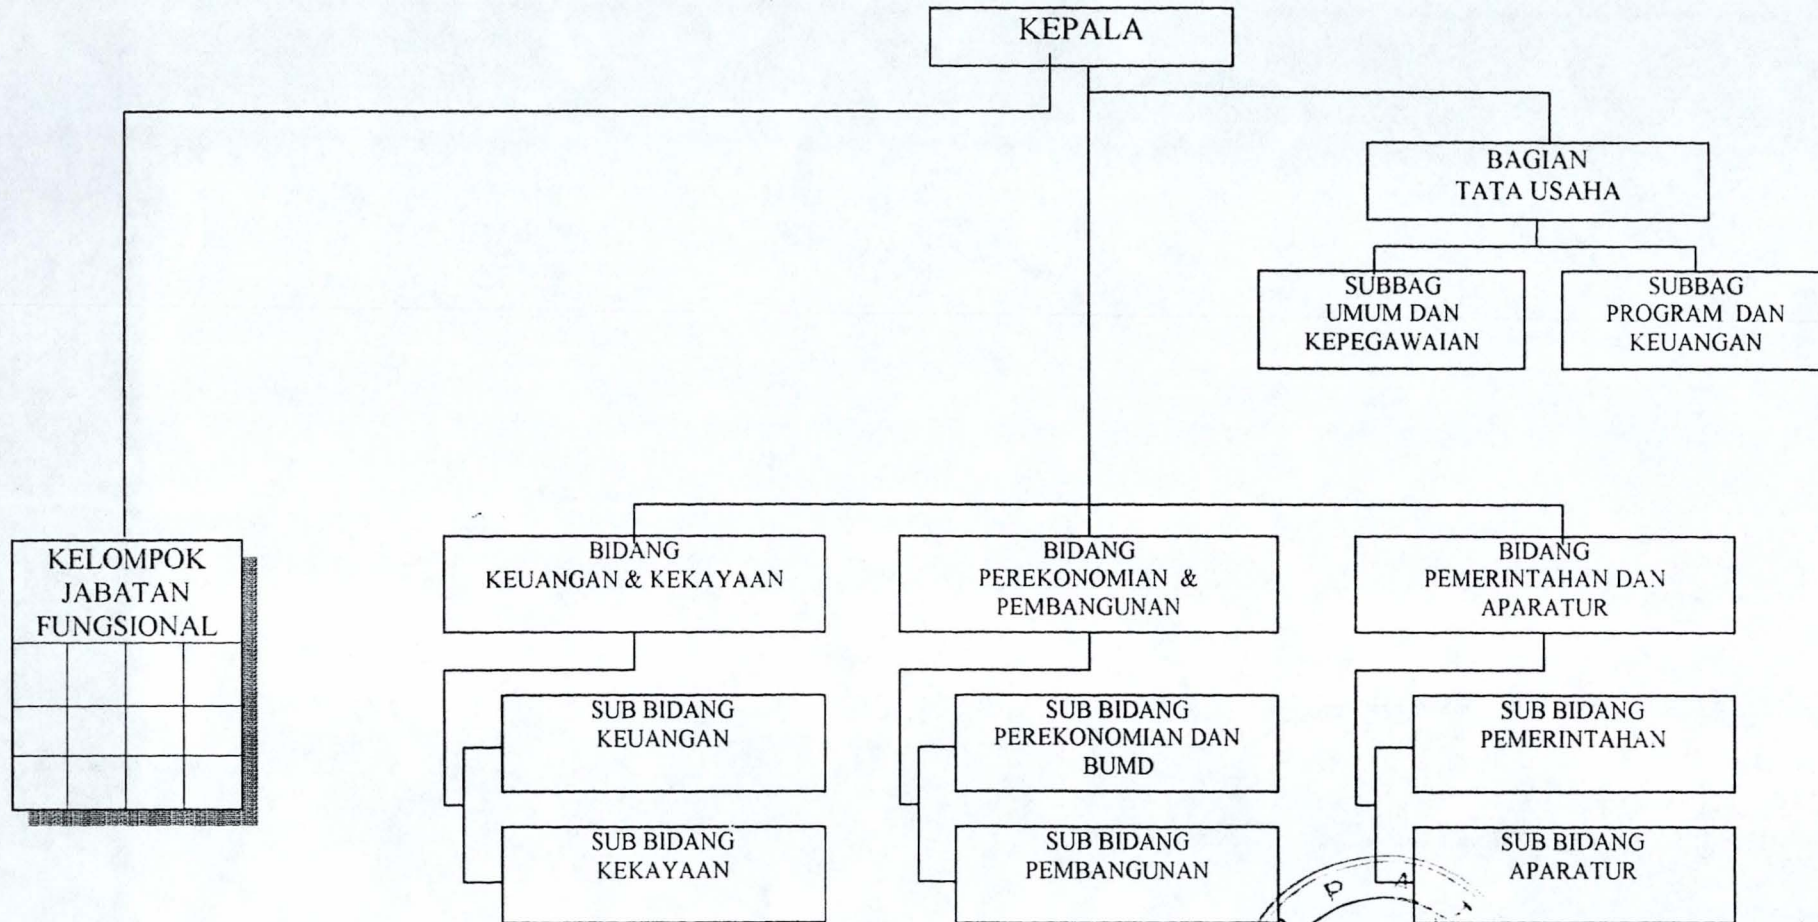 KEPALA
BAGIAN
TATA USAHA
SUBBAG
UMUM DAN
KEPEGAWAIAN
SUBBAG
PROGRAM DAN
KEUANGAN
KELOMPOK
JABATAN
FUNGSIONAL
BIDANG
KEUANGAN & KEKAYAAN
BIDANG
PEREKONOMIAN &
PEMBANGUNAN
BIDANG
PEMERINTAHAN DAN
APARATUR
SUB BIDANG
KEUANGAN
SUB BIDANG
PEREKONOMIAN DAN
BUMD
SUB BIDANG
PEMERINTAHAN
SUB BIDANG
KEKAYAAN
SUB BIDANG
PEMBANGUNAN
SUB BIDANG
APARATUR